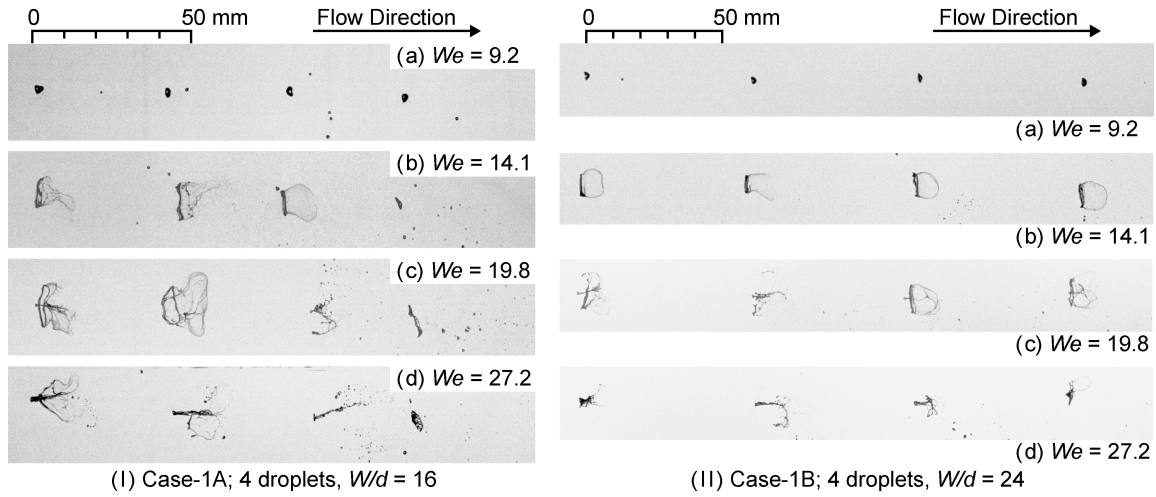 0 50 mm Flow Direction
(a) We = 9.2
(b) We = 14.1
(c) We = 19.8
(d) We = 27.2
(I) Case-1A; 4 droplets, W/d = 16
0 50 mm Flow Direction
(a) We = 9.2
(b) We = 14.1
(c) We = 19.8
(d) We = 27.2
(II) Case-1B; 4 droplets, W/d = 24